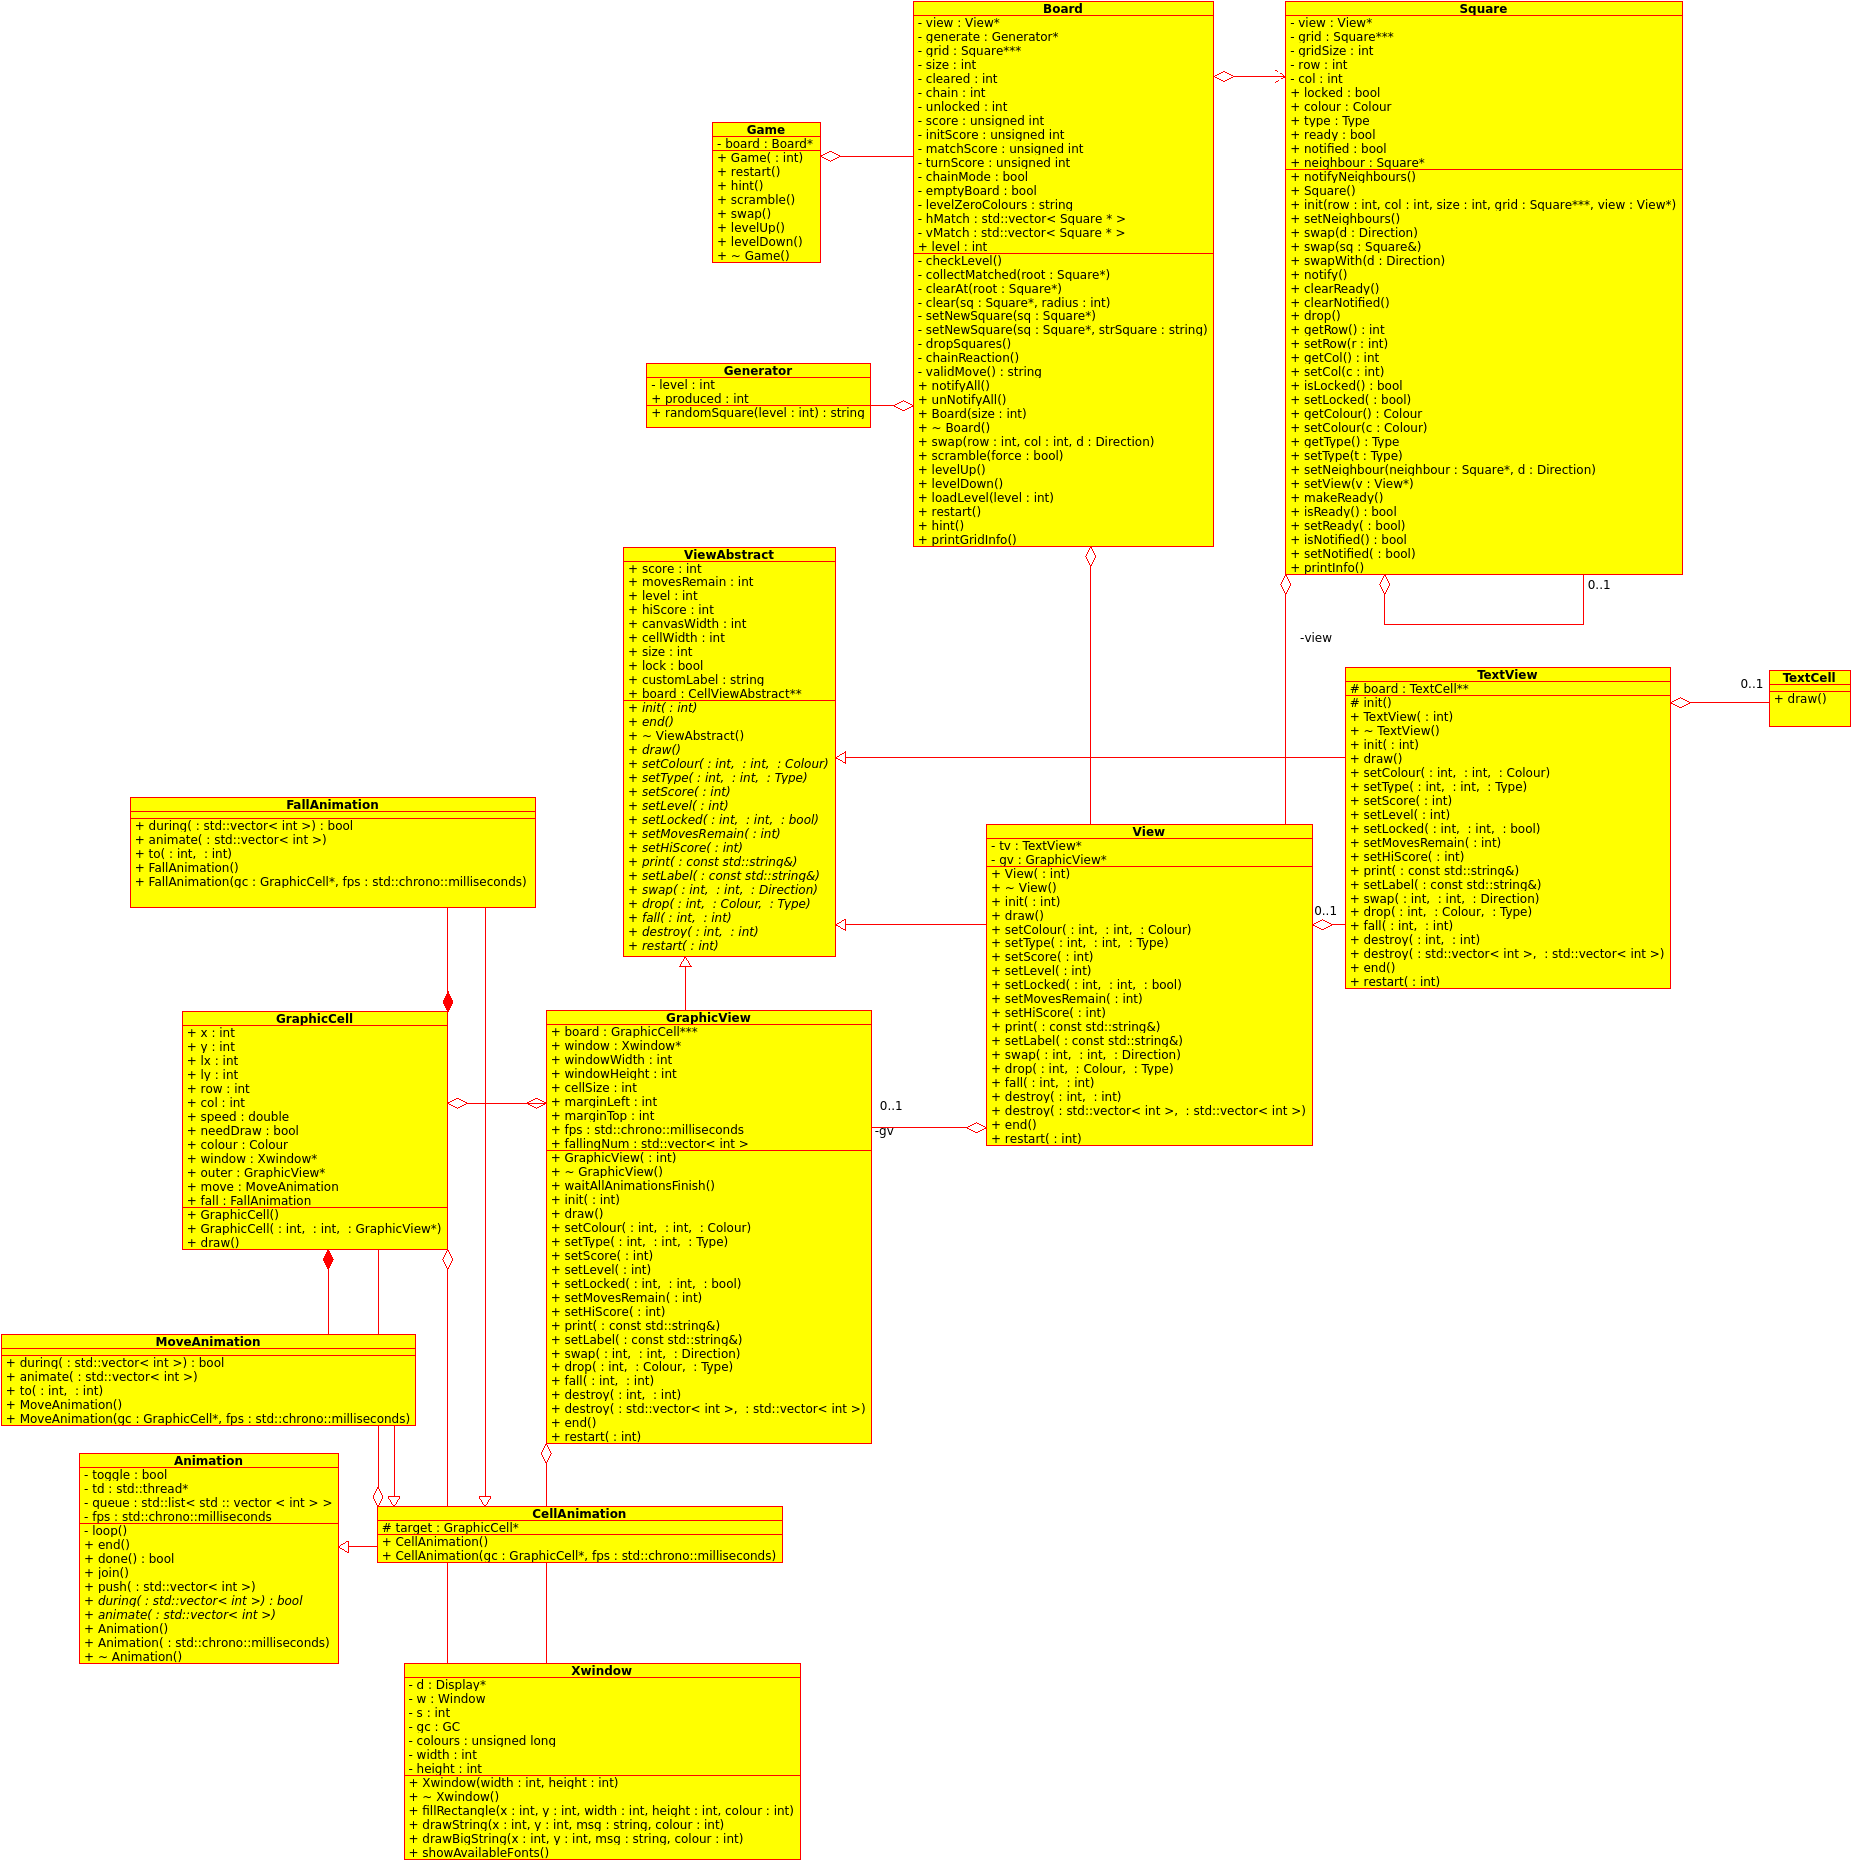 Board
- view : View*
- generate : Generator*
- grid : Square***
- size : int
- cleared : int
- chain : int
- unlocked : int
- score : unsigned int
- initScore : unsigned int
- matchScore : unsigned int
- turnScore : unsigned int
- chainMode : bool
- emptyBoard : bool
- levelZeroColours : string
- hMatch : std::vector< Square * >
- vMatch : std::vector< Square * >
+ level : int
- checkLevel()
- collectMatched(root : Square*)
- clearAt(root : Square*)
- clear(sq : Square*, radius : int)
- setNewSquare(sq : Square*)
- setNewSquare(sq : Square*, strSquare : string)
- dropSquares()
- chainReaction()
- validMove() : string
+ notifyAll()
+ unNotifyAll()
+ Board(size : int)
+ ~ Board()
+ swap(row : int, col : int, d : Direction)
+ scramble(force : bool)
+ levelUp()
+ levelDown()
+ loadLevel(level : int)
+ restart()
+ hint()
+ printGridInfo()
Square
- view : View*
- grid : Square***
- gridSize : int
- row : int
- col : int
+ locked : bool
+ colour : Colour
+ type : Type
+ ready : bool
+ notified : bool
+ neighbour : Square*
+ notifyNeighbours()
+ Square()
+ init(row : int, col : int, size : int, grid : Square***, view : View*)
+ setNeighbours()
+ swap(d : Direction)
+ swap(sq : Square&)
+ swapWith(d : Direction)
+ notify()
+ clearReady()
+ clearNotified()
+ drop()
+ getRow() : int
+ setRow(r : int)
+ getCol() : int
+ setCol(c : int)
+ isLocked() : bool
+ setLocked( : bool)
+ getColour() : Colour
+ setColour(c : Colour)
+ getType() : Type
+ setType(t : Type)
+ setNeighbour(neighbour : Square*, d : Direction)
+ setView(v : View*)
+ makeReady()
+ isReady() : bool
+ setReady( : bool)
+ isNotified() : bool
+ setNotified( : bool)
+ printInfo()
0..1
-view
Game
- board : Board*
+ Game( : int)
+ restart()
+ hint()
+ scramble()
+ swap()
+ levelUp()
+ levelDown()
+ ~ Game()
Generator
- level : int
+ produced : int
+ randomSquare(level : int) : string
ViewAbstract
+ score : int
+ movesRemain : int
+ level : int
+ hiScore : int
+ canvasWidth : int
+ cellWidth : int
+ size : int
+ lock : bool
+ customLabel : string
+ board : CellViewAbstract**
+ init( : int)
+ end()
+ ~ ViewAbstract()
+ draw()
+ setColour( : int,  : int,  : Colour)
+ setType( : int,  : int,  : Type)
+ setScore( : int)
+ setLevel( : int)
+ setLocked( : int,  : int,  : bool)
+ setMovesRemain( : int)
+ setHiScore( : int)
+ print( : const std::string&)
+ setLabel( : const std::string&)
+ swap( : int,  : int,  : Direction)
+ drop( : int,  : Colour,  : Type)
+ fall( : int,  : int)
+ destroy( : int,  : int)
+ restart( : int)
TextView
# board : TextCell**
# init()
+ TextView( : int)
+ ~ TextView()
+ init( : int)
+ draw()
+ setColour( : int,  : int,  : Colour)
+ setType( : int,  : int,  : Type)
+ setScore( : int)
+ setLevel( : int)
+ setLocked( : int,  : int,  : bool)
+ setMovesRemain( : int)
+ setHiScore( : int)
+ print( : const std::string&)
+ setLabel( : const std::string&)
+ swap( : int,  : int,  : Direction)
+ drop( : int,  : Colour,  : Type)
+ fall( : int,  : int)
+ destroy( : int,  : int)
+ destroy( : std::vector< int >,  : std::vector< int >)
+ end()
+ restart( : int)
0..1
TextCell
+ draw()
FallAnimation
+ during( : std::vector< int >) : bool
+ animate( : std::vector< int >)
+ to( : int,  : int)
+ FallAnimation()
+ FallAnimation(gc : GraphicCell*, fps : std::chrono::milliseconds)
View
- tv : TextView*
- gv : GraphicView*
+ View( : int)
+ ~ View()
+ init( : int)
+ draw()
+ setColour( : int,  : int,  : Colour)
+ setType( : int,  : int,  : Type)
+ setScore( : int)
+ setLevel( : int)
+ setLocked( : int,  : int,  : bool)
+ setMovesRemain( : int)
+ setHiScore( : int)
+ print( : const std::string&)
+ setLabel( : const std::string&)
+ swap( : int,  : int,  : Direction)
+ drop( : int,  : Colour,  : Type)
+ fall( : int,  : int)
+ destroy( : int,  : int)
+ destroy( : std::vector< int >,  : std::vector< int >)
+ end()
+ restart( : int)
0..1
0..1
-gv
GraphicCell
+ x : int
+ y : int
+ lx : int
+ ly : int
+ row : int
+ col : int
+ speed : double
+ needDraw : bool
+ colour : Colour
+ window : Xwindow*
+ outer : GraphicView*
+ move : MoveAnimation
+ fall : FallAnimation
+ GraphicCell()
+ GraphicCell( : int,  : int,  : GraphicView*)
+ draw()
GraphicView
+ board : GraphicCell***
+ window : Xwindow*
+ windowWidth : int
+ windowHeight : int
+ cellSize : int
+ marginLeft : int
+ marginTop : int
+ fps : std::chrono::milliseconds
+ fallingNum : std::vector< int >
+ GraphicView( : int)
+ ~ GraphicView()
+ waitAllAnimationsFinish()
+ init( : int)
+ draw()
+ setColour( : int,  : int,  : Colour)
+ setType( : int,  : int,  : Type)
+ setScore( : int)
+ setLevel( : int)
+ setLocked( : int,  : int,  : bool)
+ setMovesRemain( : int)
+ setHiScore( : int)
+ print( : const std::string&)
+ setLabel( : const std::string&)
+ swap( : int,  : int,  : Direction)
+ drop( : int,  : Colour,  : Type)
+ fall( : int,  : int)
+ destroy( : int,  : int)
+ destroy( : std::vector< int >,  : std::vector< int >)
+ end()
+ restart( : int)
MoveAnimation
+ during( : std::vector< int >) : bool
+ animate( : std::vector< int >)
+ to( : int,  : int)
+ MoveAnimation()
+ MoveAnimation(gc : GraphicCell*, fps : std::chrono::milliseconds)
Animation
- toggle : bool
- td : std::thread*
- queue : std::list< std :: vector < int > >
- fps : std::chrono::milliseconds
- loop()
+ end()
+ done() : bool
+ join()
+ push( : std::vector< int >)
+ during( : std::vector< int >) : bool
+ animate( : std::vector< int >)
+ Animation()
+ Animation( : std::chrono::milliseconds)
+ ~ Animation()
CellAnimation
# target : GraphicCell*
+ CellAnimation()
+ CellAnimation(gc : GraphicCell*, fps : std::chrono::milliseconds)
Xwindow
- d : Display*
- w : Window
- s : int
- gc : GC
- colours : unsigned long
- width : int
- height : int
+ Xwindow(width : int, height : int)
+ ~ Xwindow()
+ fillRectangle(x : int, y : int, width : int, height : int, colour : int)
+ drawString(x : int, y : int, msg : string, colour : int)
+ drawBigString(x : int, y : int, msg : string, colour : int)
+ showAvailableFonts()